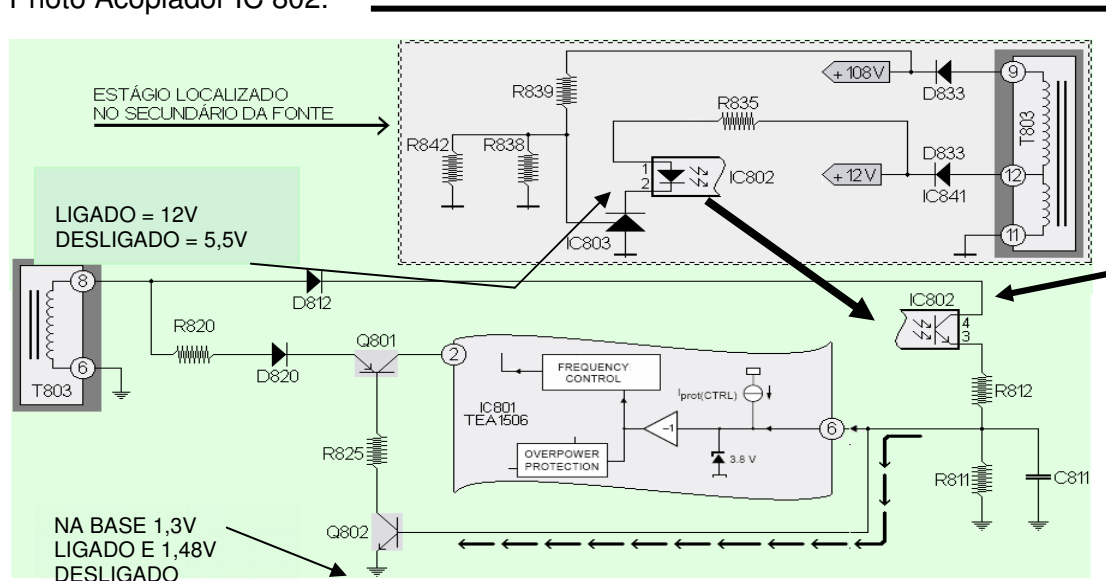 Photo Acoplador IC 802.
ESTÁGIO LOCALIZADO
NO SECUNDÁRIO DA FONTE
R839
+ 108V
D833
9
T803
R842
R838
R835
1
2
IC802
+ 12V
D833
IC841
12
IC803
11
LIGADO = 12V
DESLIGADO = 5,5V
8
D812
IC802
4
3
R820
D820
Q801
2
6
T803
FREQUENCY
CONTROL
IC801
TEA1506
Iprot(CTRL)
-1
3.8 V
6
R812
OVERPOWER
PROTECTION
R825
R811
C811
Q802
NA BASE 1,3V
LIGADO E 1,48V
DESLIGADO